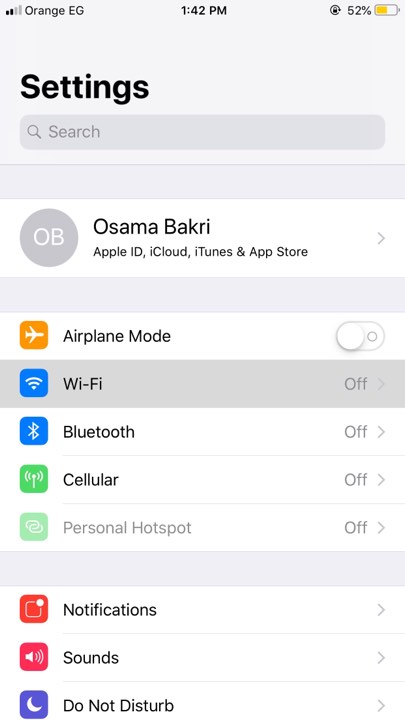 Orange EG 1:42 PM 52%
Settings
Search
OB
Osama Bakri
Apple ID, iCloud, iTunes & App Store
Airplane Mode
Wi-Fi Off
Bluetooth Off
Cellular Off
Personal Hotspot Off
Notifications
Sounds
Do Not Disturb